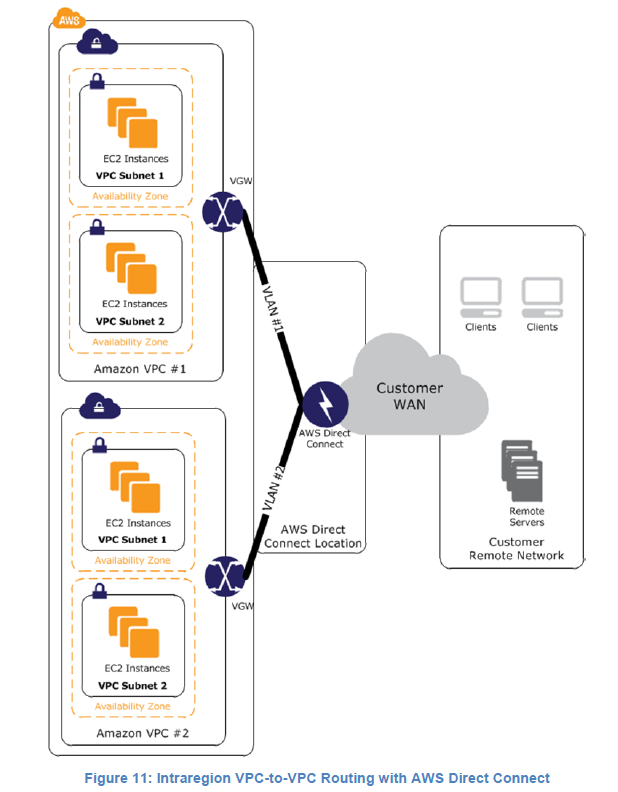 AWS
EC2 Instances
VPC Subnet 1
Availability Zone
VGW
EC2 Instances
VPC Subnet 2
Availability Zone
Amazon VPC #1
VLAN #1
Customer
WAN
AWS Direct
Connect
VLAN #2
AWS Direct
Connect Location
Clients
Clients
Remote
Servers
Customer
Remote Network
EC2 Instances
VPC Subnet 1
Availability Zone
VGW
EC2 Instances
VPC Subnet 2
Availability Zone
Amazon VPC #2
Figure 11: Intraregion VPC-to-VPC Routing with AWS Direct Connect